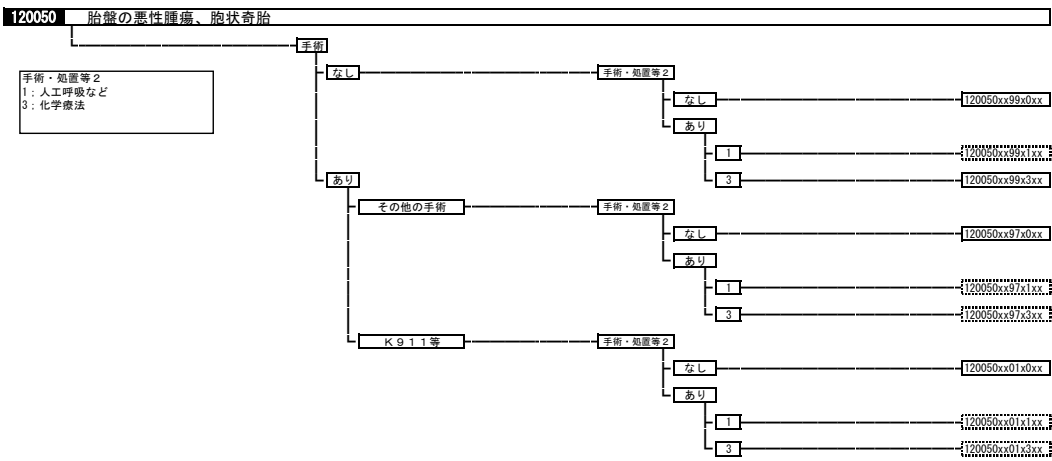 120050 胎盤の悪性腫瘍、胞状奇胎
手術
手術・処置等２
1：人工呼吸など
3：化学療法
なし 手術・処置等２
なし 120050xx99x0xx
あり
1 120050xx99x1xx
3 120050xx99x3xx
あり
その他の手術 手術・処置等２
なし 120050xx97x0xx
あり
1 120050xx97x1xx
3 120050xx97x3xx
Ｋ９１１等 手術・処置等２
なし 120050xx01x0xx
あり
1 120050xx01x1xx
3 120050xx01x3xx